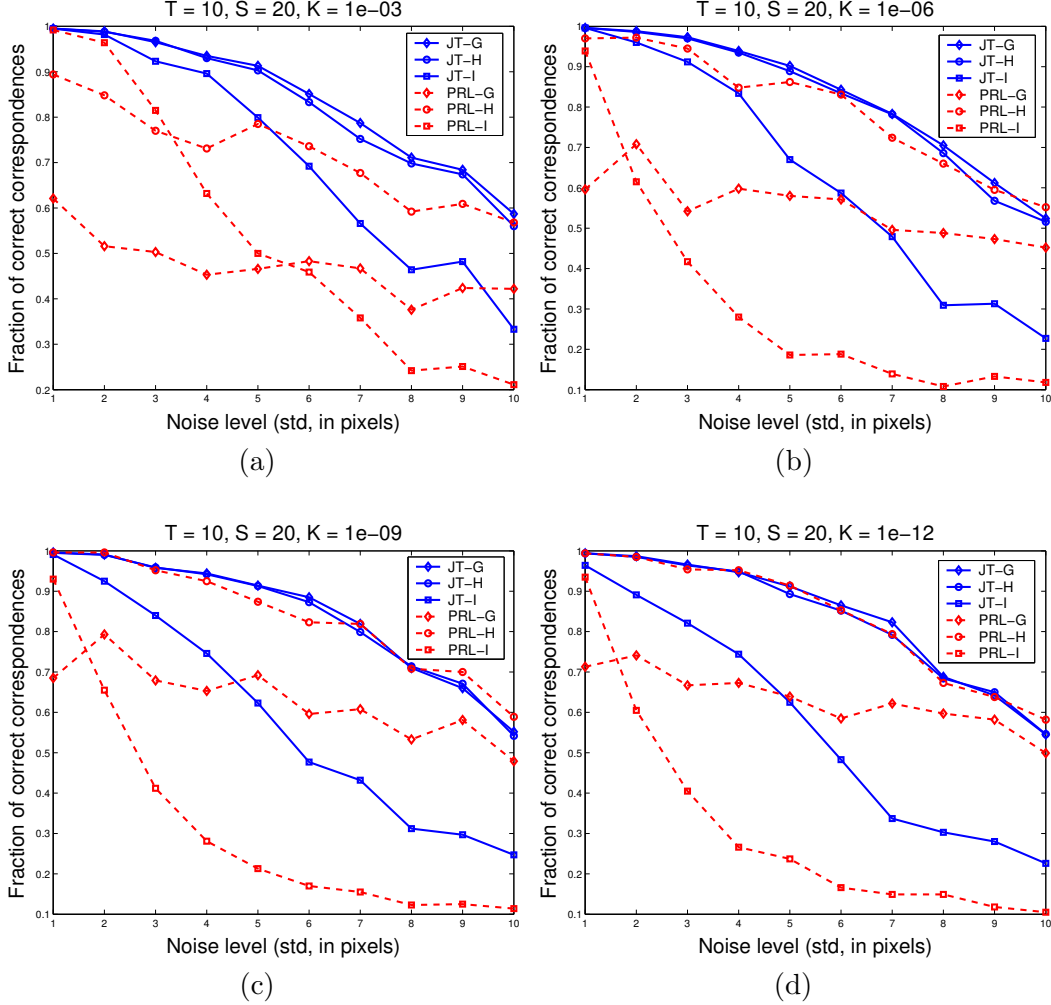 T = 10, S = 20, K = 1e−03
1
0.9
0.8
0.7
0.6
0.5
0.4
0.3
0.2
Fraction of correct correspondences
JT−G
JT−H
JT−I
PRL−G
PRL−H
PRL−I
1 2 3 4 5 6 7 8 9 10
Noise level (std, in pixels)
(a)
T = 10, S = 20, K = 1e−06
1
0.9
0.8
0.7
0.6
0.5
0.4
0.3
0.2
0.1
Fraction of correct correspondences
JT−G
JT−H
JT−I
PRL−G
PRL−H
PRL−I
1 2 3 4 5 6 7 8 9 10
Noise level (std, in pixels)
(b)
T = 10, S = 20, K = 1e−09
1
0.9
0.8
0.7
0.6
0.5
0.4
0.3
0.2
0.1
Fraction of correct correspondences
JT−G
JT−H
JT−I
PRL−G
PRL−H
PRL−I
1 2 3 4 5 6 7 8 9 10
Noise level (std, in pixels)
(c)
T = 10, S = 20, K = 1e−12
1
0.9
0.8
0.7
0.6
0.5
0.4
0.3
0.2
0.1
Fraction of correct correspondences
JT−G
JT−H
JT−I
PRL−G
PRL−H
PRL−I
1 2 3 4 5 6 7 8 9 10
Noise level (std, in pixels)
(d)